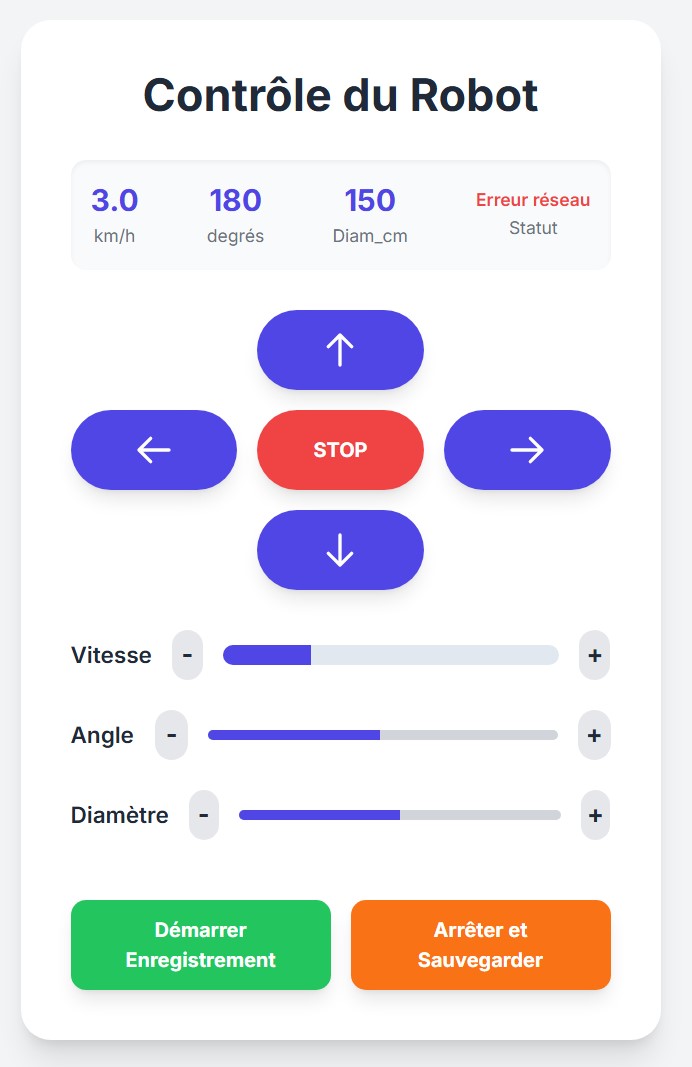 Contrôle du Robot
3.0
180
150
Erreur réseau
km/h
degrés
Diam_cm
Statut
STOP
Vitesse - +
Angle - +
Diamètre - +
Démarrer
Enregistrement
Arrêter et
Sauvegarder